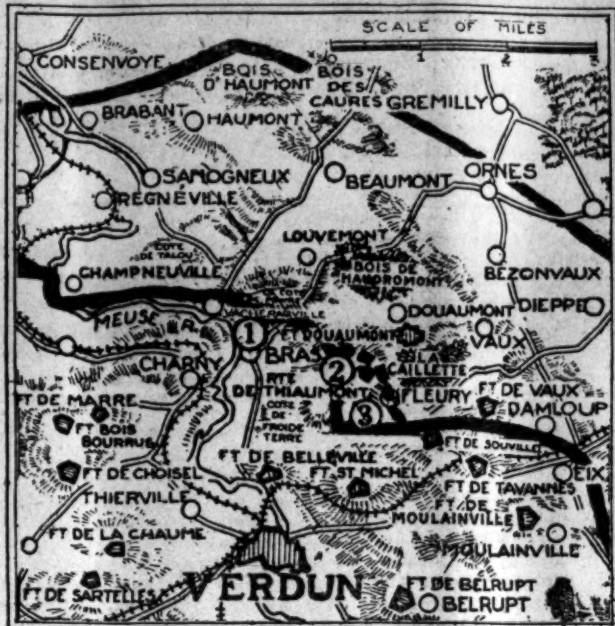 SCALE OF MILES
1 2 3
CONSENVOYE
BOIS
D'HAUMONT
BOIS
DES
CAURES
GREMILLY
BRABANT
HAUMONT
SAMOGNEUX
BEAUMONT
ORNES
REGNÉVILLE
LOUVEMONT
COTE
DE TALOU
BEZONVAUX
CHAMPNEUVILLE
BOIS DE
HAUDROMONT
VACHERAUVILLE
DIEPPE
MEUSE R.
DOUAUMONT
FT DOUAUMONT
VAUX
1
BRAS
CHARNY
2
LA
CAILLETTE
RTE
DE THIAUMONT
FLEURY
FT DE VAUX
FT DE MARRE
3
DAMLOUP
COTE
DE
FROIDE
TERRE
FT BOIS
BOURRUS
FT DE SOUVILLE
FT DE BELLEVILLE
FT DE CHOISEL
FT ST MICHEL
FT DE TAVANNES
EIX
THIERVILLE
FT DE
MOULAINVILLE
FT DE LA CHAUME
MOULAINVILLE
VERDUN
FT DE SARTELLES
FT DE BELRUPT
BELRUPT